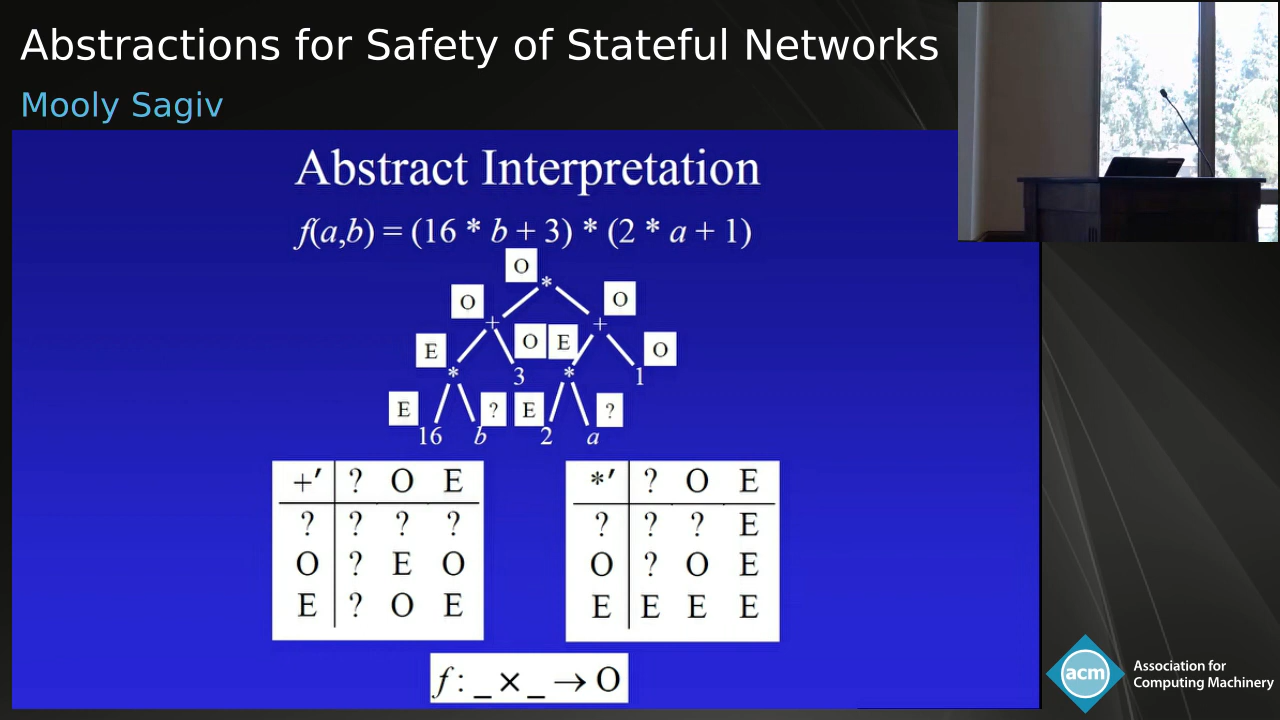 Abstractions for Safety of Stateful Networks
Mooly Sagiv
Abstract Interpretation
f(a,b) = (16 * b + 3) * (2 * a + 1)
O
*
O O
+ +
E O E O
* 3 * 1
E ? E ?
16 b 2 a
+′ ? O E
? ? ? ?
O ? E O
E ? O E
*′ ? O E
? ? ? E
O ? O E
E E E E
f : _ × _ → O
acm
Association for
Computing Machinery